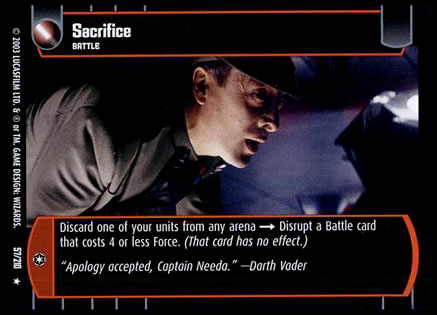 Sacrifice
BATTLE
Discard one of your units from any arena → Disrupt a Battle card
that costs 4 or less Force. (That card has no effect.)
“Apology accepted, Captain Needa.” —Darth Vader
© 2003 LUCASFILM LTD. & ® or TM. GAME DESIGN: WIZARDS.
57/210